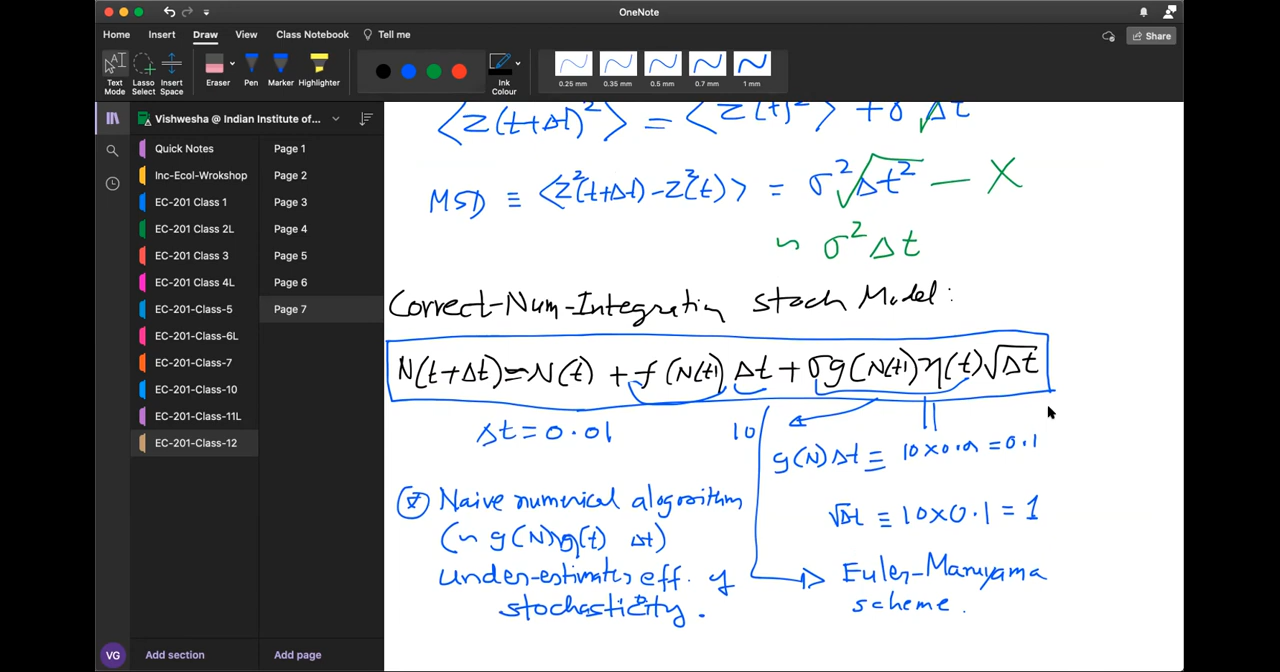 OneNote
Home Insert Draw View Class Notebook Tell me
Share
Text Mode
Lasso Select
Insert Space
Eraser
Pen
Marker
Highlighter
Ink Colour
0.25 mm
0.35 mm
0.5 mm
0.7 mm
1 mm
Vishwesha @ Indian Institute of...
Quick Notes
Inc-Ecol-Wrokshop
EC-201 Class 1
EC-201 Class 2L
EC-201 Class 3
EC-201 Class 4L
EC-201-Class-5
EC-201-Class-6L
EC-201-Class-7
EC-201-Class-10
EC-201-Class-11L
EC-201-Class-12
Page 1
Page 2
Page 3
Page 4
Page 5
Page 6
Page 7
VG
Add section
Add page
⟨z(t+Δt)²⟩ = ⟨z(t)²⟩ + σ√Δt
MSD ≡ ⟨z²(t+Δt)-z²(t)⟩ = σ²√Δt² — X
~ σ²Δt
Correct-Num-Integration Stoch Model:
N(t+Δt)=N(t) + f(N(t)) Δt + σg(N(t))η(t)√Δt
Δt = 0.01
10
g(N)Δt ≡ 10×0.01 = 0.1
√Δt ≡ 10×0.1 = 1
Naive numerical algorithm
(~ g(N)η(t) Δt)
under-estimates eff. of
stochasticity.
Euler-Maruyama
scheme.